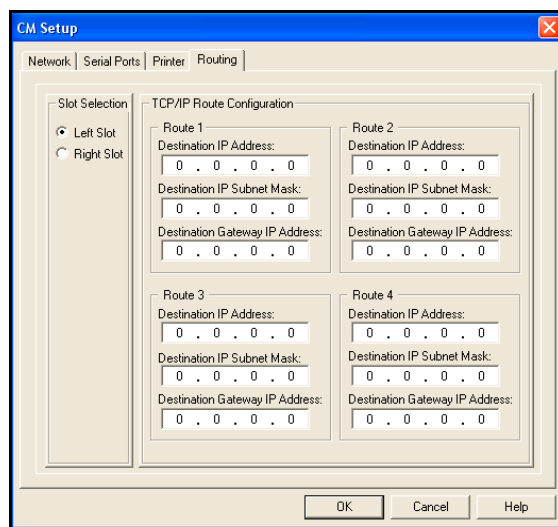 CM Setup
Network Serial Ports Printer Routing
Slot Selection
Left Slot
Right Slot
TCP/IP Route Configuration
Route 1
Destination IP Address:
0 . 0 . 0 . 0
Destination IP Subnet Mask:
0 . 0 . 0 . 0
Destination Gateway IP Address:
0 . 0 . 0 . 0
Route 2
Destination IP Address:
0 . 0 . 0 . 0
Destination IP Subnet Mask:
0 . 0 . 0 . 0
Destination Gateway IP Address:
0 . 0 . 0 . 0
Route 3
Destination IP Address:
0 . 0 . 0 . 0
Destination IP Subnet Mask:
0 . 0 . 0 . 0
Destination Gateway IP Address:
0 . 0 . 0 . 0
Route 4
Destination IP Address:
0 . 0 . 0 . 0
Destination IP Subnet Mask:
0 . 0 . 0 . 0
Destination Gateway IP Address:
0 . 0 . 0 . 0
OK Cancel Help